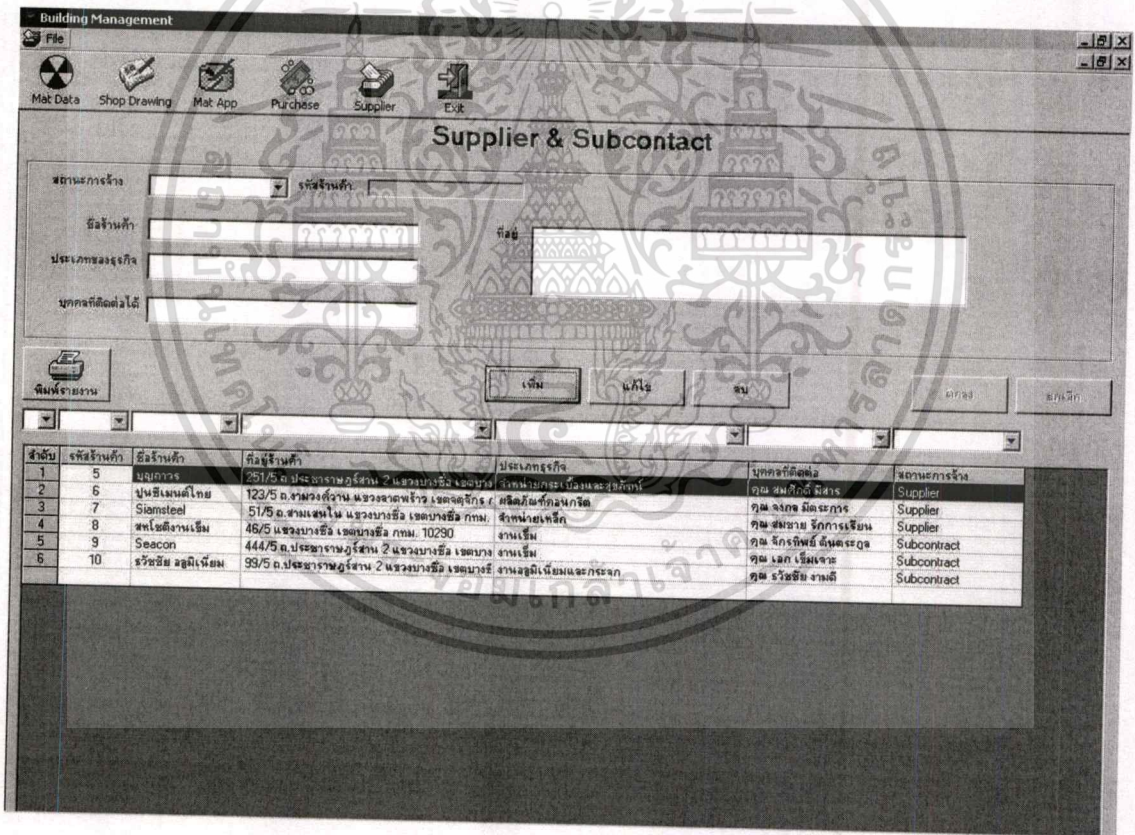 Building Management
File
Mat Data Shop Drawing Mat App Purchase Supplier Exit
Supplier & Subcontact
สถานะการจ้าง รหัสร้านค้า
ชื่อร้านค้า ที่อยู่
ประเภทของธุรกิจ
บุคคลที่ติดต่อได้
พิมพ์รายงาน เพิ่ม แก้ไข ลบ ตกลง ยกเลิก
ลำดับ รหัสร้านค้า ชื่อร้านค้า ที่อยู่ร้านค้า ประเภทธุรกิจ บุคคลที่ติดต่อ สถานะการจ้าง
1 5 บุญถาวร 251/5 ถ.ประชาราษฎร์สาน 2 แขวงบางซื่อ เขตบาง จำหน่ายกระเบื้องและสุขภัณฑ์ คุณ สมศักดิ์ มีสาร Supplier
2 6 ปูนซีเมนต์ไทย 123/5 ถ.งามวงศ์วาน แขวงลาดพร้าว เขตจตุจักร ผลิตภัณฑ์คอนกรีต คุณ จงกล มิตระการ Supplier
3 7 Siamsteel 51/5 ถ.สามเสนใน แขวงบางซื่อ เขตบางซื่อ กทม. จำหน่ายเหล็ก คุณ สมชาย รักการเรียน Supplier
4 8 สหโชติงานเข็ม 46/5 แขวงบางซื่อ เขตบางซื่อ กทม. 10290 งานเข็ม คุณ จักรทิพย์ ตันตระกูล Subcontract
5 9 Seacon 444/5 ถ.ประชาราษฎร์สาน 2 แขวงบางซื่อ เขตบาง งานเข็ม คุณ เอก เข็มเจาะ Subcontract
6 10 ธวัชชัย อลูมิเนียม 99/5 ถ.ประชาราษฎร์สาน 2 แขวงบางซื่อ เขตบางซื่ งานอลูมิเนียมและกระจก คุณ ธวัชชัย งามดี Subcontract